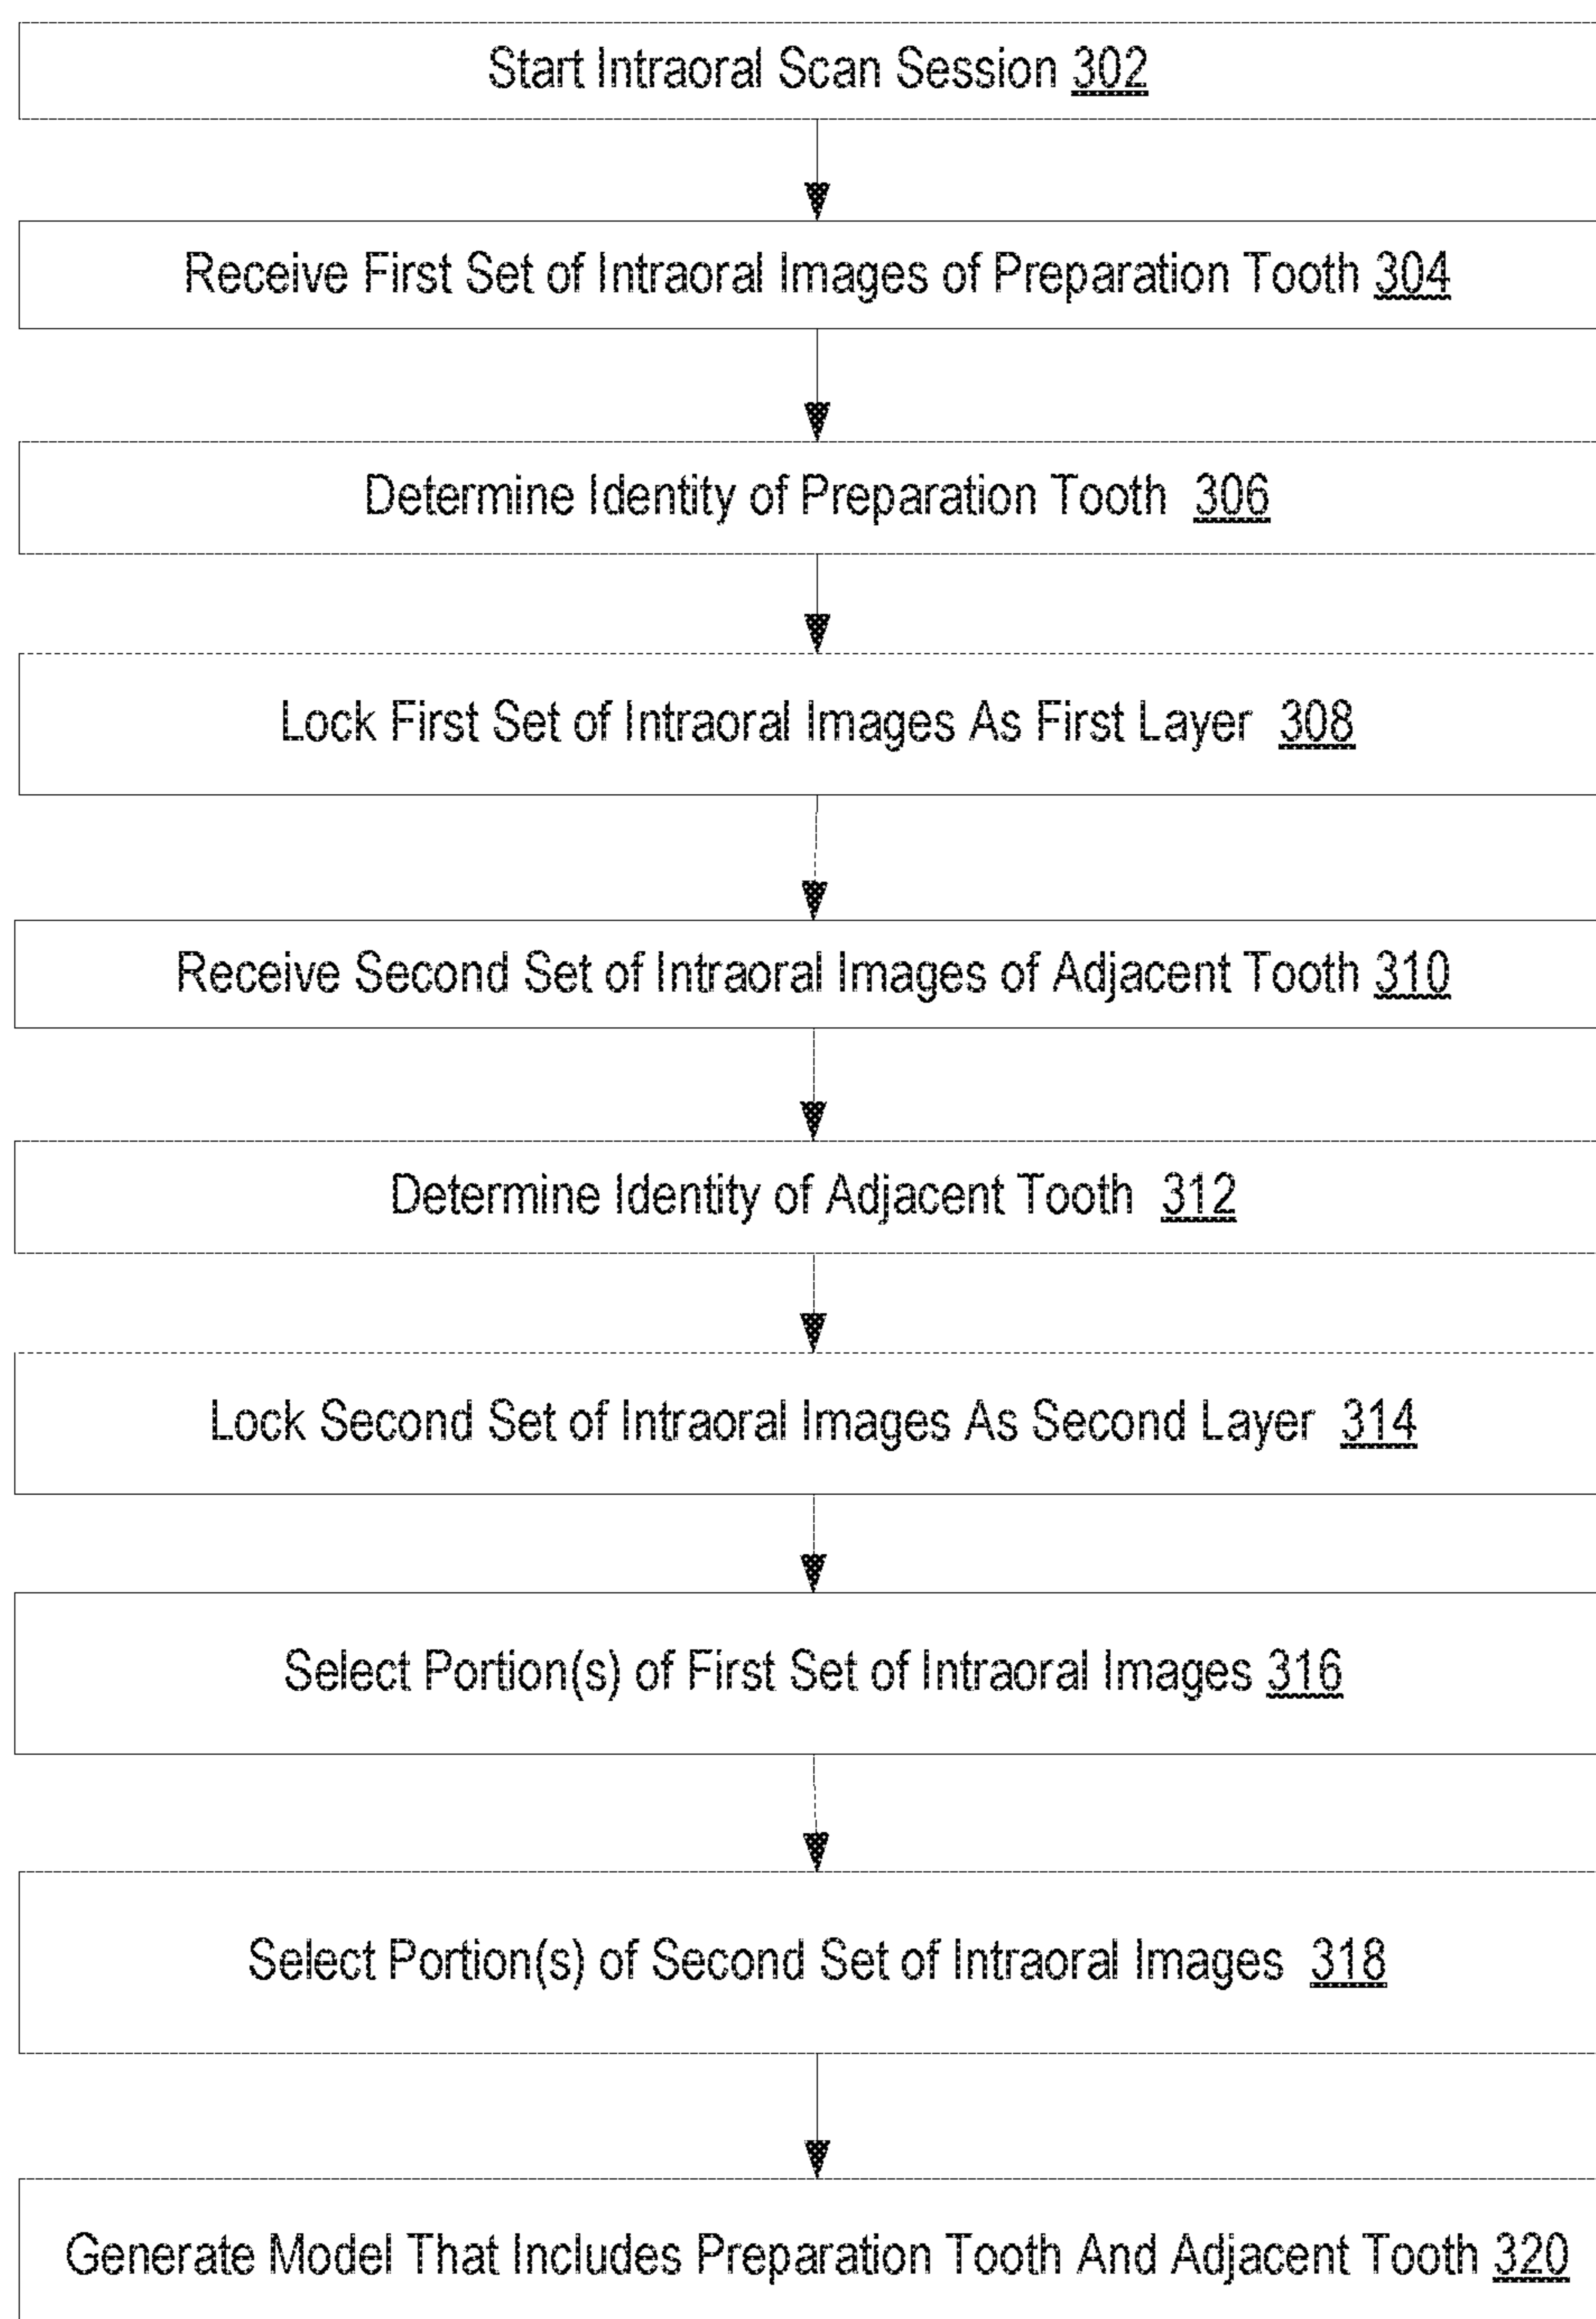 Start Intraoral Scan Session 302
Receive First Set of Intraoral Images of Preparation Tooth 304
Determine Identity of Preparation Tooth 306
Lock First Set of Intraoral Images As First Layer 308
Receive Second Set of Intraoral Images of Adjacent Tooth 310
Determine Identity of Adjacent Tooth 312
Lock Second Set of Intraoral Images As Second Layer 314
Select Portion(s) of First Set of Intraoral Images 316
Select Portion(s) of Second Set of Intraoral Images 318
Generate Model That Includes Preparation Tooth And Adjacent Tooth 320